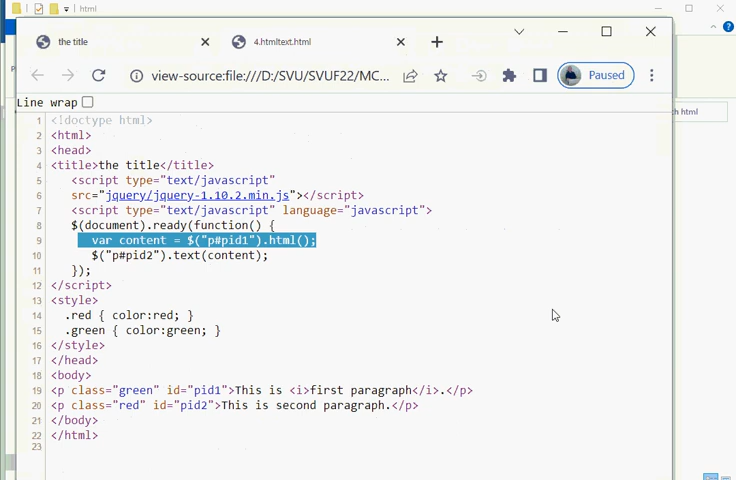 html
the title
4.htmltext.html
view-source:file:///D:/SVU/SVUF22/MC...
Paused
Line wrap
h html
1 <!doctype html>
2 <html>
3 <head>
4 <title>the title</title>
5 <script type="text/javascript"
6 src="jquery/jquery-1.10.2.min.js"></script>
7 <script type="text/javascript" language="javascript">
8 $(document).ready(function() {
9 var content = $("p#pid1").html();
10 $("p#pid2").text(content);
11 });
12 </script>
13 <style>
14 .red { color:red; }
15 .green { color:green; }
16 </style>
17 </head>
18 <body>
19 <p class="green" id="pid1">This is <i>first paragraph</i>.</p>
20 <p class="red" id="pid2">This is second paragraph.</p>
21 </body>
22 </html>
23